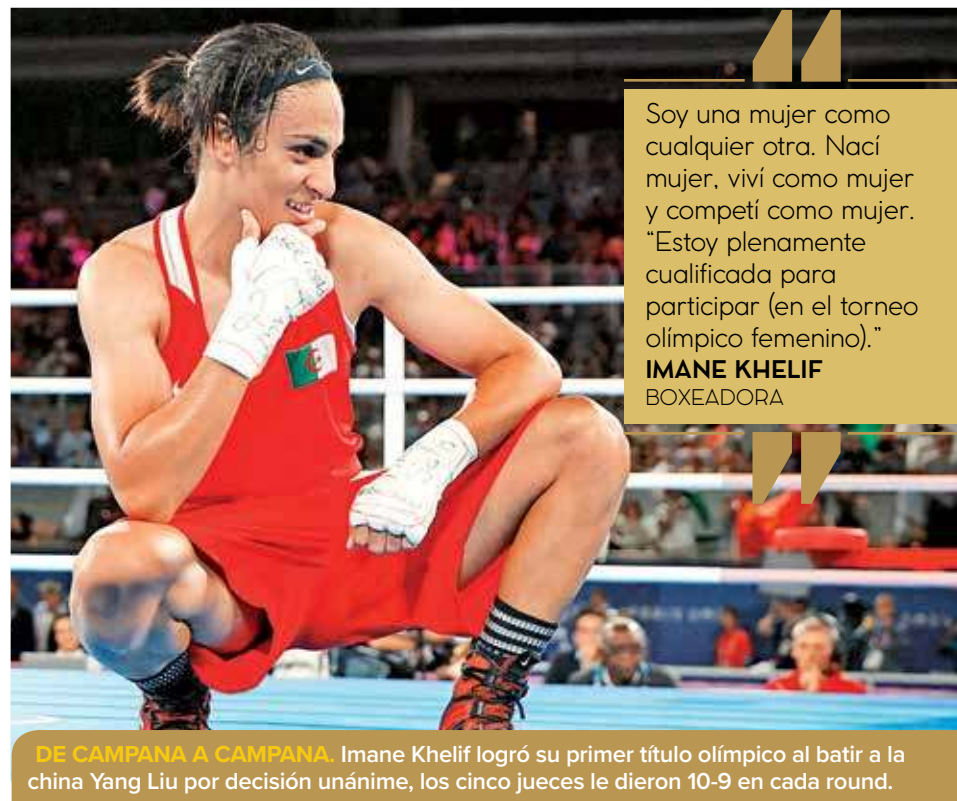 Soy una mujer como
cualquier otra. Nací
mujer, viví como mujer
y competí como mujer.
“Estoy plenamente
cualificada para
participar (en el torneo
olímpico femenino).”
IMANE KHELIF
BOXEADORA
DE CAMPANA A CAMPANA. Imane Khelif logró su primer título olímpico al batir a la
china Yang Liu por decisión unánime, los cinco jueces le dieron 10-9 en cada round.